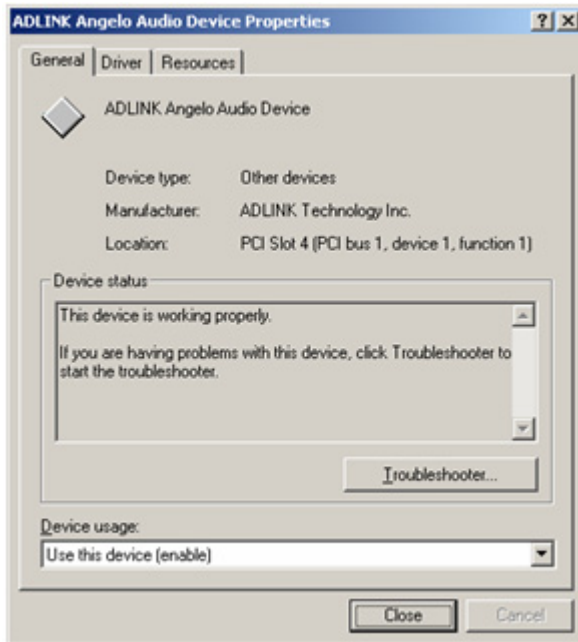 ADLINK Angelo Audio Device Properties
General Driver Resources
ADLINK Angelo Audio Device
Device type: Other devices
Manufacturer: ADLINK Technology Inc.
Location: PCI Slot 4 (PCI bus 1, device 1, function 1)
Device status
This device is working properly.
If you are having problems with this device, click Troubleshooter to
start the troubleshooter.
Troubleshooter...
Device usage:
Use this device (enable)
Close Cancel